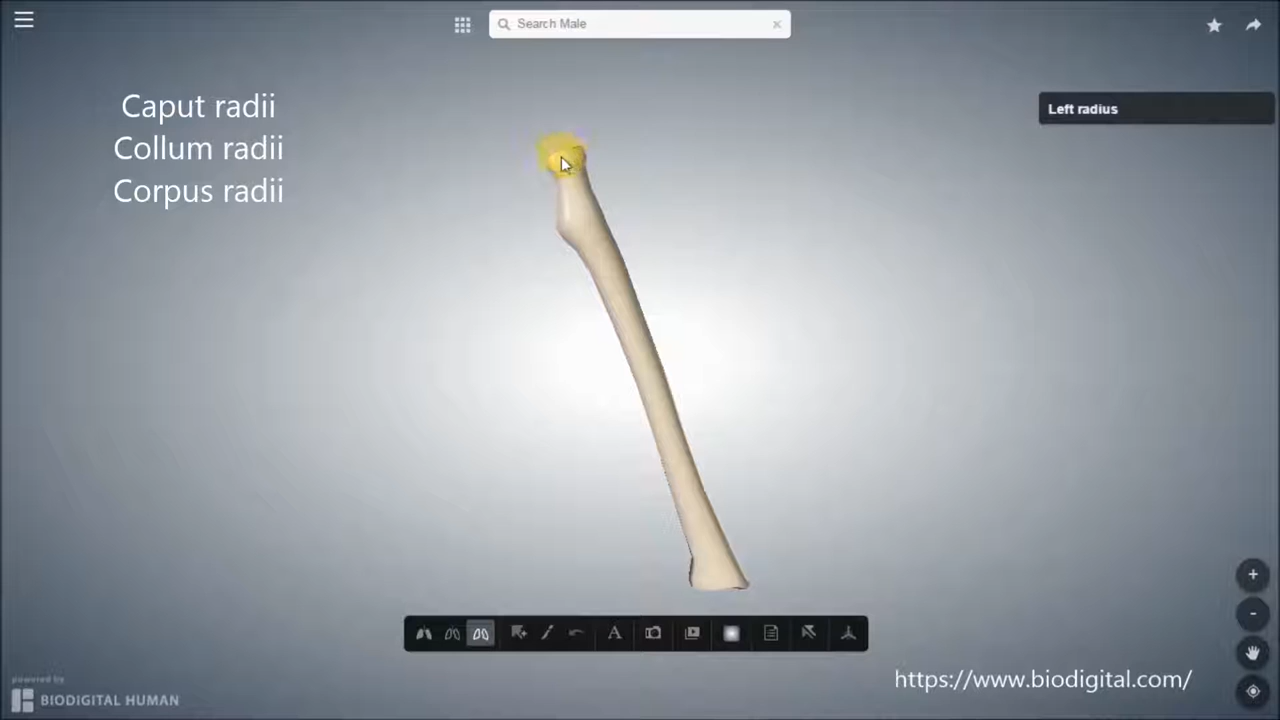 Search Male
Caput radii
Collum radii
Corpus radii
Left radius
A
+
-
https://www.biodigital.com/
powered by
BIODIGITAL HUMAN